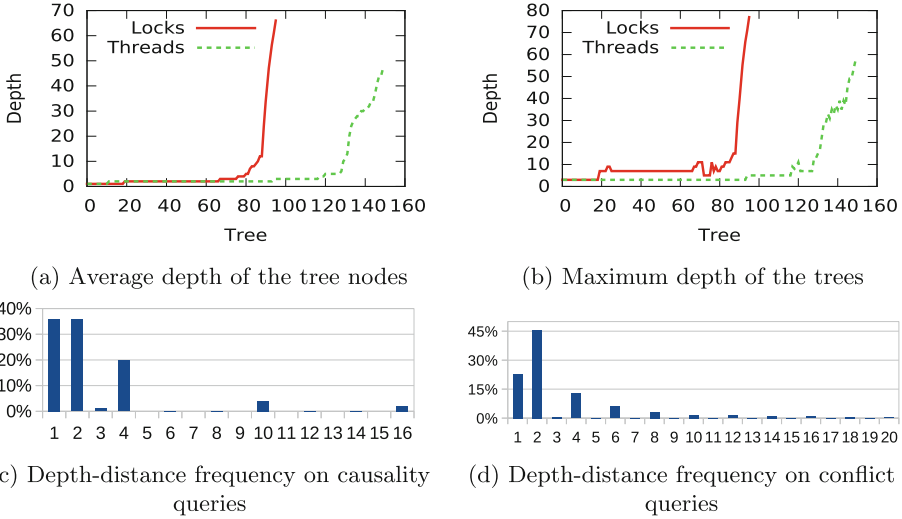 70
60
50
40
30
20
10
0
Depth
Locks
Threads
0 20 40 60 80 100 120 140 160
Tree
(a) Average depth of the tree nodes
80
70
60
50
40
30
20
10
0
Depth
Locks
Threads
0 20 40 60 80 100 120 140 160
Tree
(b) Maximum depth of the trees
40%
30%
20%
10%
0%
1 2 3 4 5 6 7 8 9 10 11 12 13 14 15 16
c) Depth-distance frequency on causality
queries
45%
30%
15%
0%
1 2 3 4 5 6 7 8 9 10 11 12 13 14 15 16 17 18 19 20
(d) Depth-distance frequency on conflict
queries